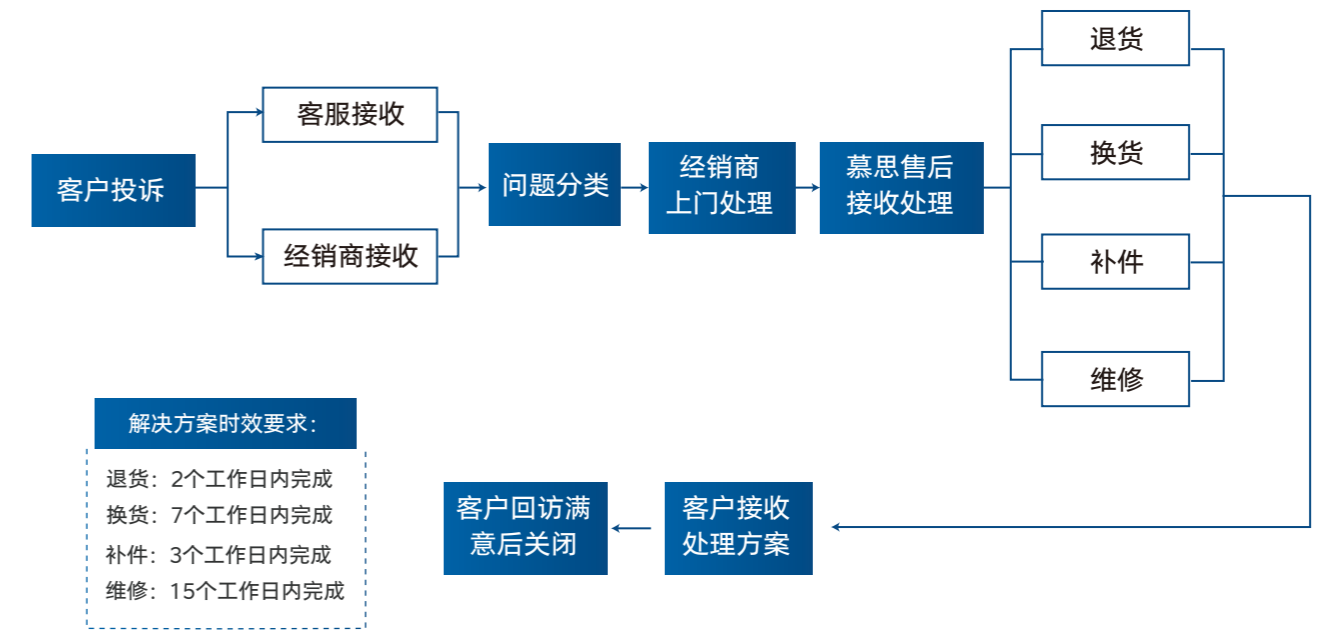 客户投诉
客服接收
经销商接收
问题分类
经销商
上门处理
慕思售后
接收处理
退货
换货
补件
维修
客户接收
处理方案
客户回访满
意后关闭
解决方案时效要求：
退货：2个工作日内完成
换货：7个工作日内完成
补件：3个工作日内完成
维修：15个工作日内完成